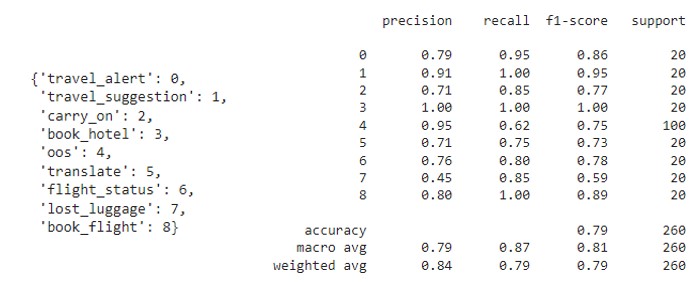 {'travel_alert': 0,
'travel_suggestion': 1,
'carry_on': 2,
'book_hotel': 3,
'oos': 4,
'translate': 5,
'flight_status': 6,
'lost_luggage': 7,
'book_flight': 8}
precision recall f1-score support
0 0.79 0.95 0.86 20
1 0.91 1.00 0.95 20
2 0.71 0.85 0.77 20
3 1.00 1.00 1.00 20
4 0.95 0.62 0.75 100
5 0.71 0.75 0.73 20
6 0.76 0.80 0.78 20
7 0.45 0.85 0.59 20
8 0.80 1.00 0.89 20
accuracy 0.79 260
macro avg 0.79 0.87 0.81 260
weighted avg 0.84 0.79 0.79 260